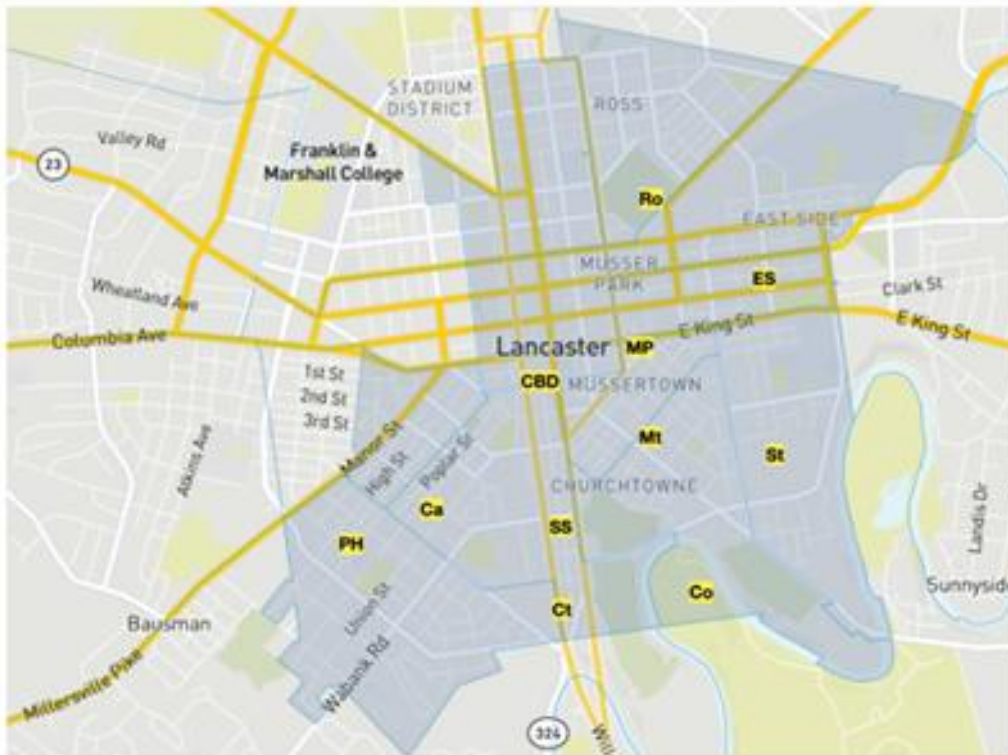 STADIUM
DISTRICT
ROSS
Valley Rd
23
Franklin &
Marshall College
Ro
EAST SIDE
MUSSER
PARK
ES
Clark St
Wheatland Ave
Columbia Ave
E King St
E King St
Lancaster
MP
1st St
2nd St
3rd St
CBD
MUSSERTOWN
Manor St
High St
Poplar St
Atkins Ave
Mt
St
CHURCHTOWNE
Ca
SS
PH
Landis Dr
Sunnyside
Co
Ct
Union St
Bausman
Wabank Rd
Millersville Pike
324
Will